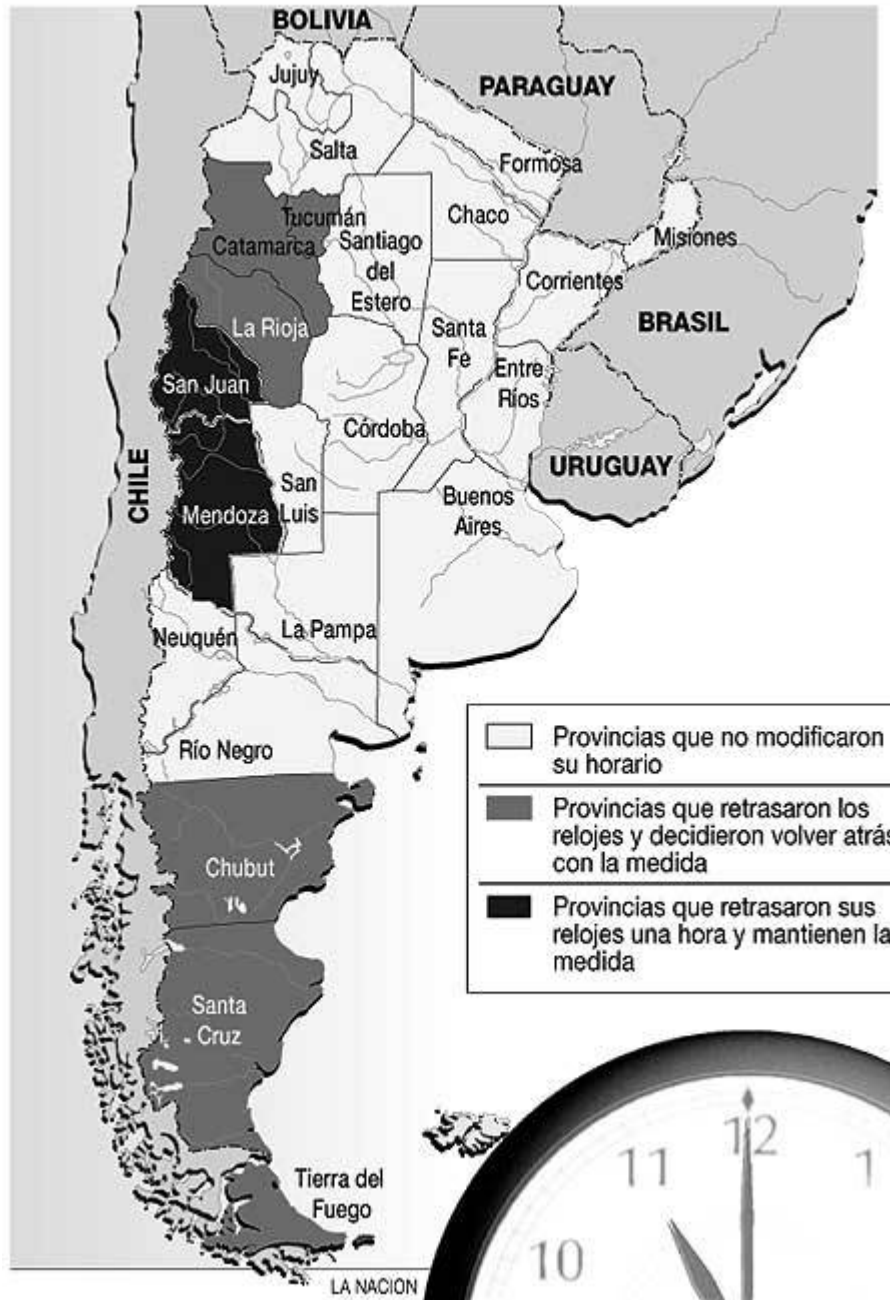 BOLIVIA
Jujuy
PARAGUAY
Salta
Formosa
Tucumán
Chaco
Catamarca
Santiago
del
Estero
Misiones
Corrientes
La Rioja
Santa
Fe
BRASIL
San Juan
Entre
Ríos
Córdoba
CHILE
San
Luis
URUGUAY
Mendoza
Buenos
Aires
Neuquén
La Pampa
Río Negro
Provincias que no modificaron
su horario
Provincias que retrasaron los
relojes y decidieron volver atrás
con la medida
Provincias que retrasaron sus
relojes una hora y mantienen la
medida
Chubut
Santa
Cruz
Tierra del
Fuego
12
11
1
10
LA NACION